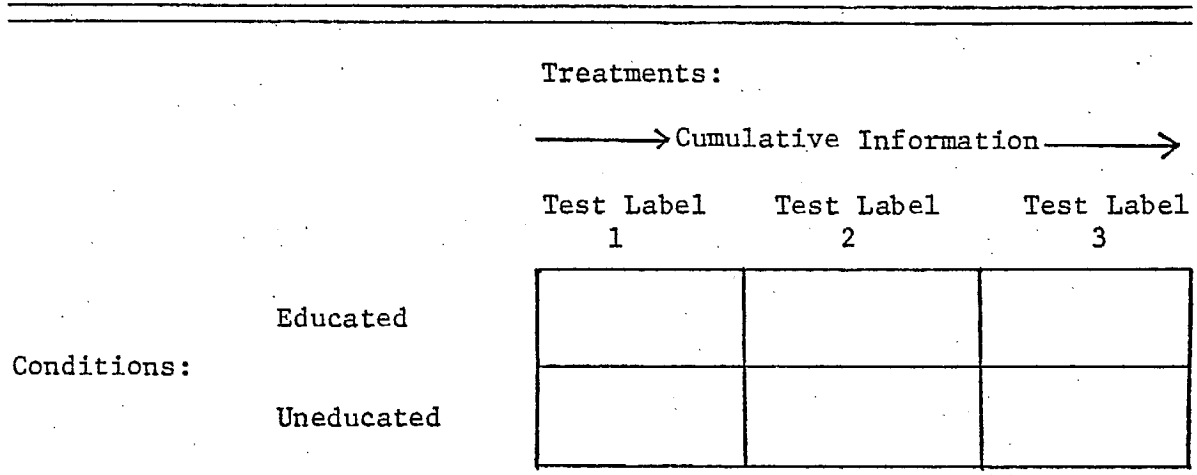 Treatments:
Cumulative Information
Test Label Test Label Test Label
1 2 3
Educated
Conditions:
Uneducated